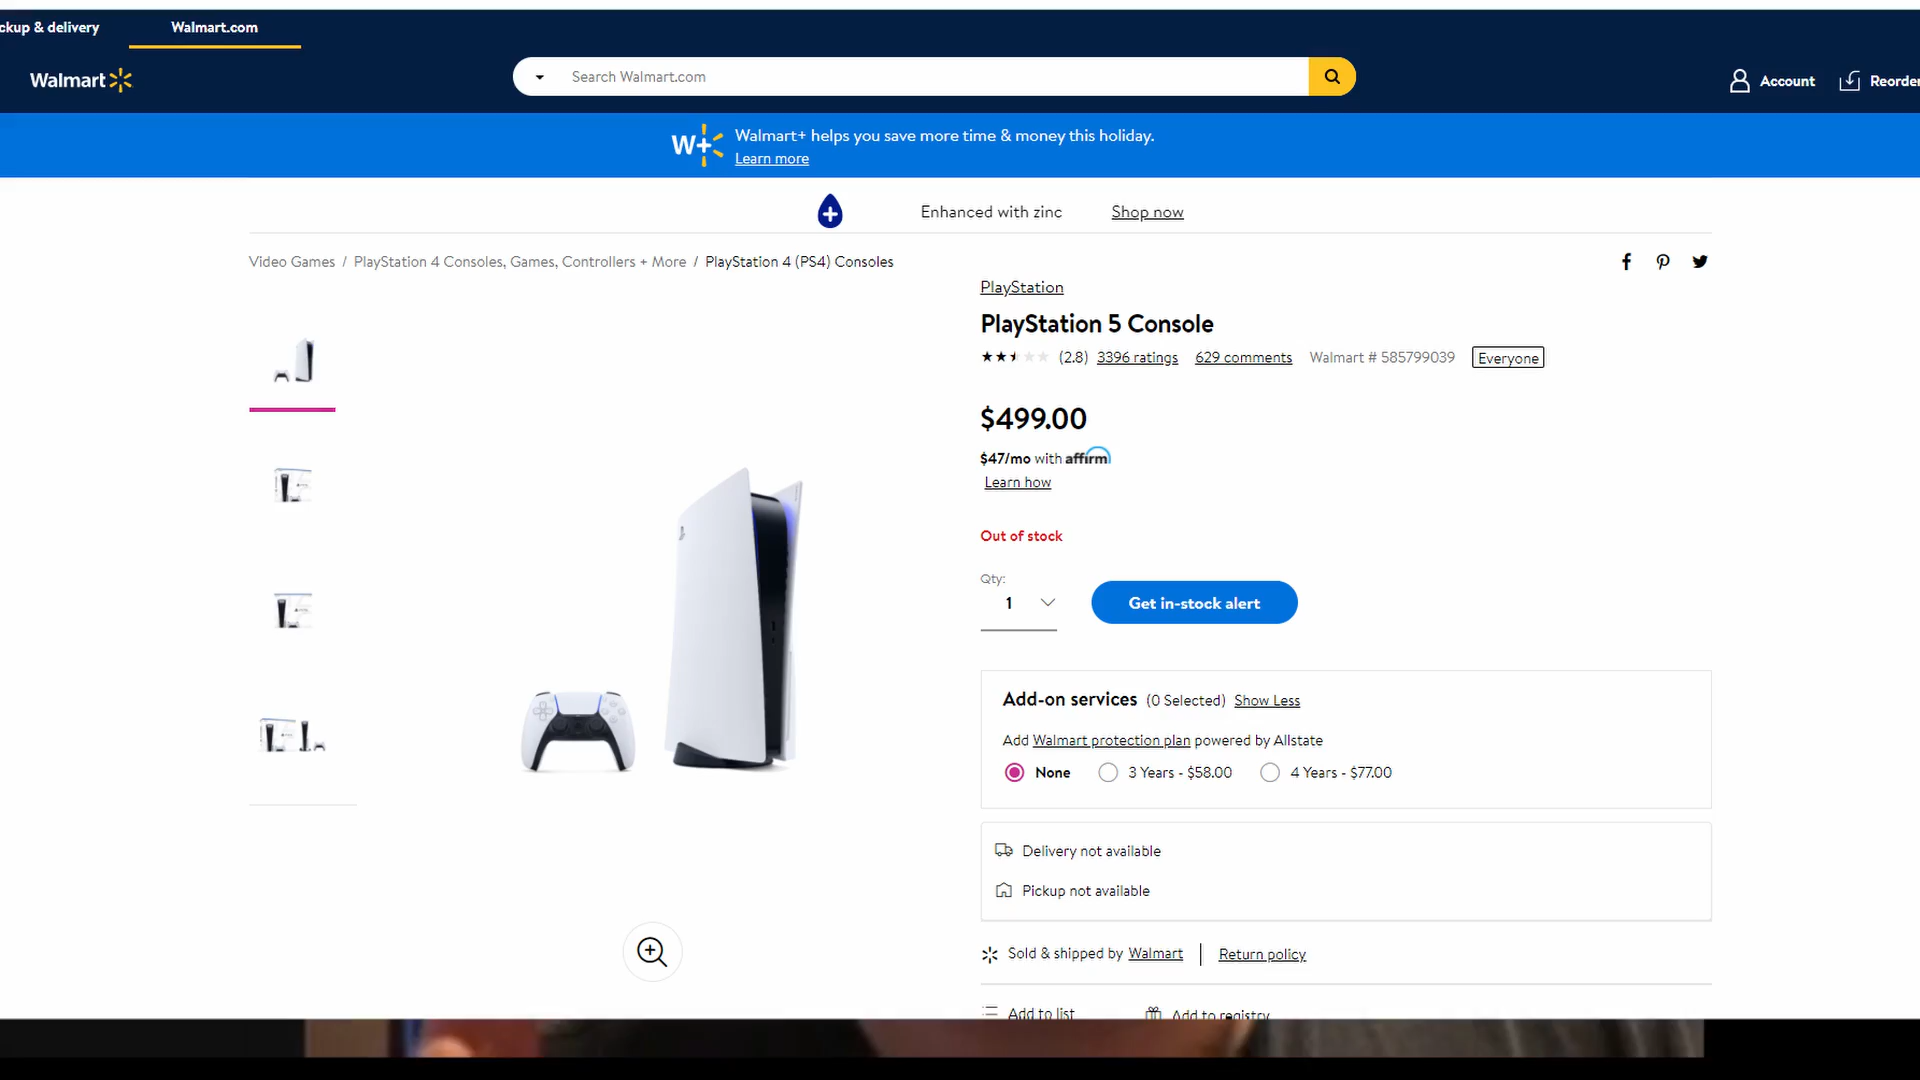 ckup & delivery
Walmart.com
Walmart
Search Walmart.com
Account
Reorder
W+
Walmart+ helps you save more time & money this holiday.
Learn more
Enhanced with zinc
Shop now
Video Games / PlayStation 4 Consoles, Games, Controllers + More / PlayStation 4 (PS4) Consoles
PlayStation
PlayStation 5 Console
(2.8) 3396 ratings 629 comments Walmart # 585799039 Everyone
$499.00
$47/mo with affirm
Learn how
Out of stock
Qty:
1
Get in-stock alert
Add-on services (0 Selected) Show Less
Add Walmart protection plan powered by Allstate
None
3 Years - $58.00
4 Years - $77.00
Delivery not available
Pickup not available
Sold & shipped by Walmart | Return policy
Add to list
Add to registry